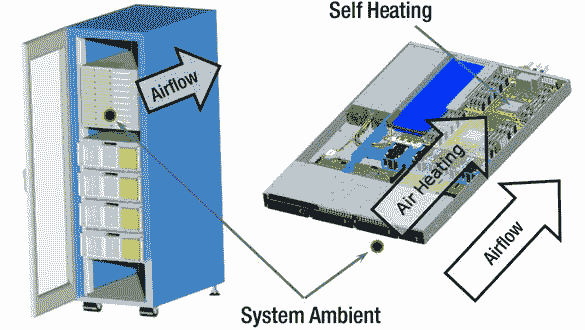 Self Heating
Airflow
Air Heating
Airflow
System Ambient